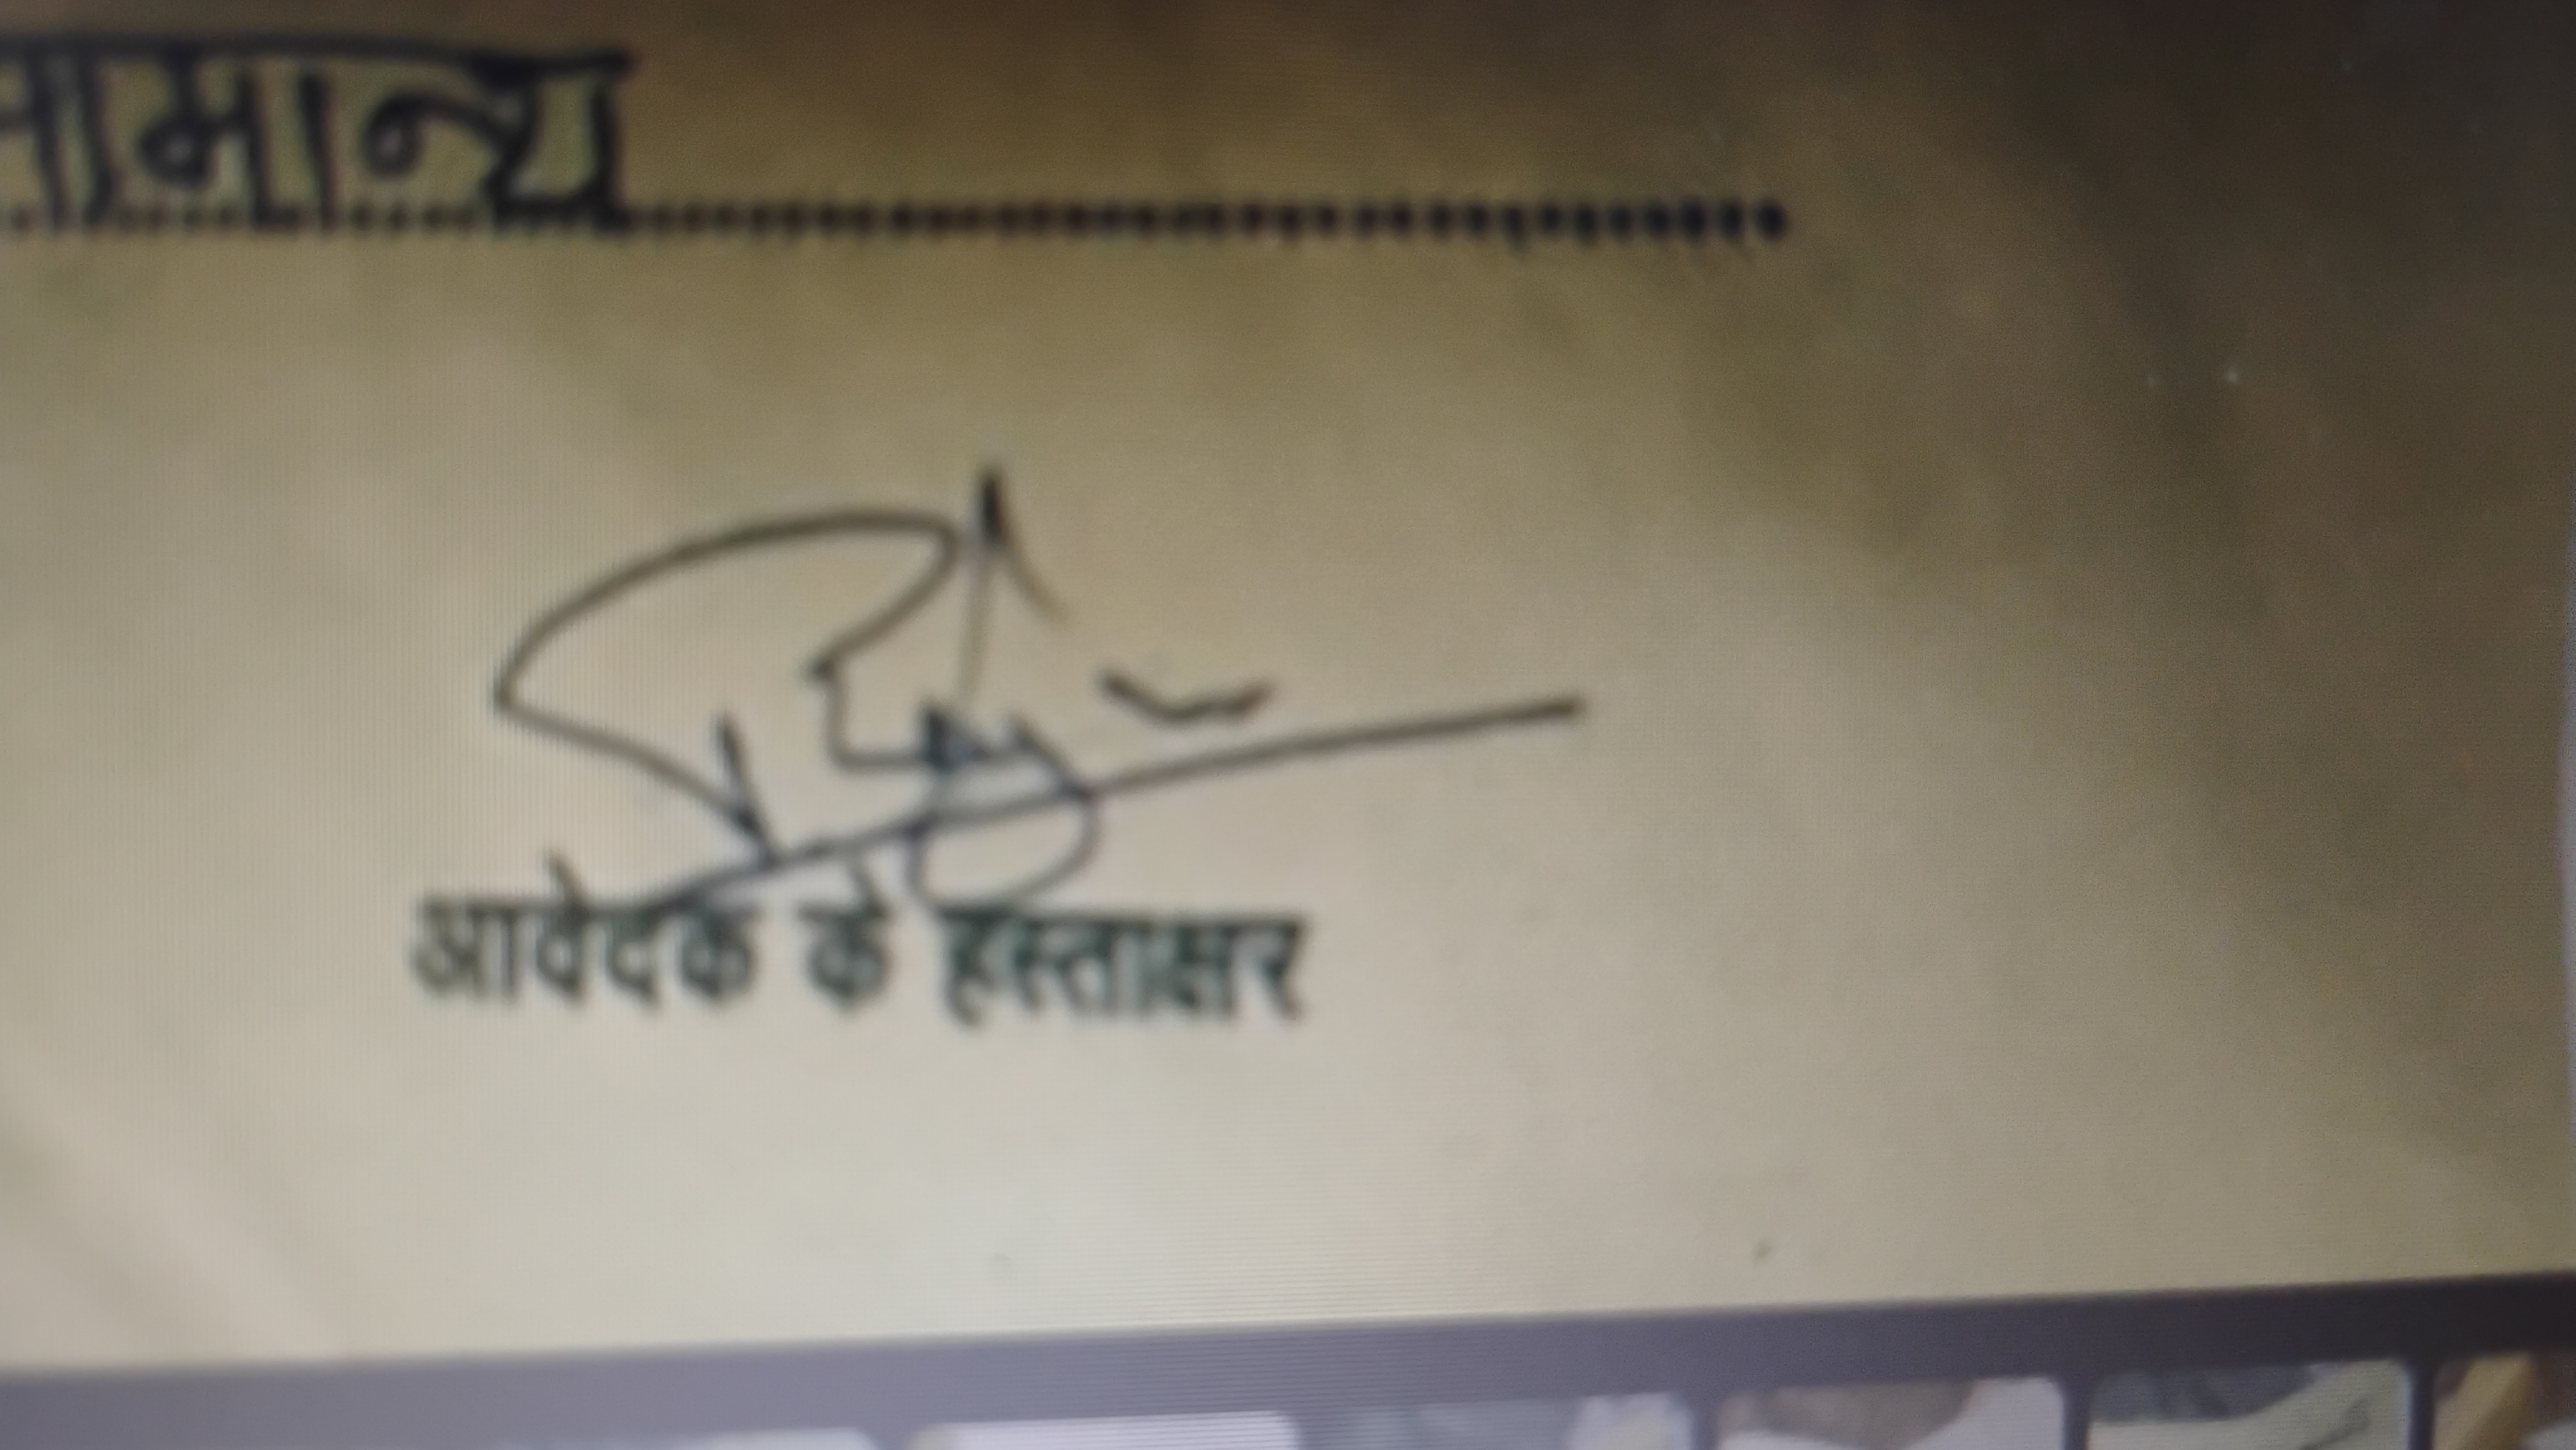 सामान्य
आवेदक के हस्ताक्षर